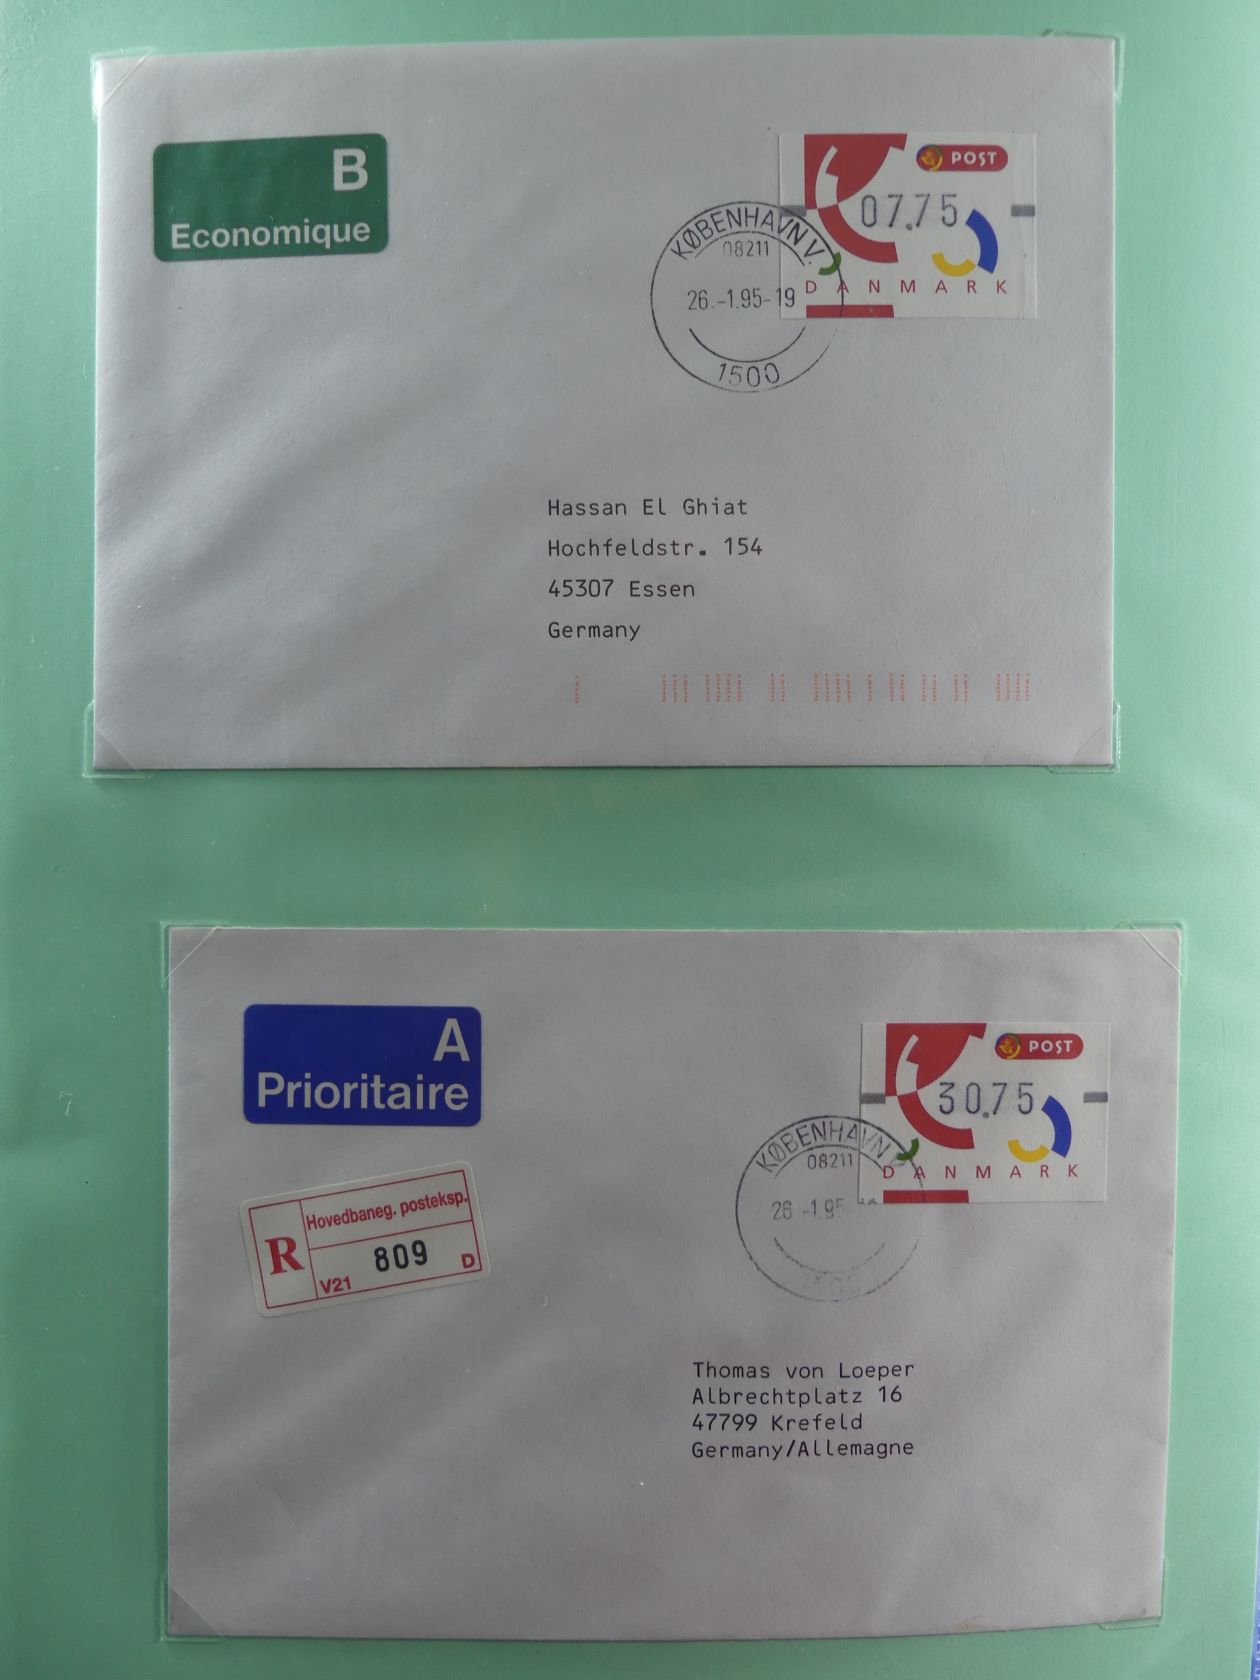 B
Economique
POST
07.75
DANMARK
KØBENHAVN V.
08211
26.-1.95-19
1500
Hassan El Ghiat
Hochfeldstr. 154
45307 Essen
Germany
A
Prioritaire
POST
30.75
DANMARK
KØBENHAVN
08211
26 -1.95
R
Hovedbaneg. posteksp.
809
V21
D
Thomas von Loeper
Albrechtplatz 16
47799 Krefeld
Germany/Allemagne